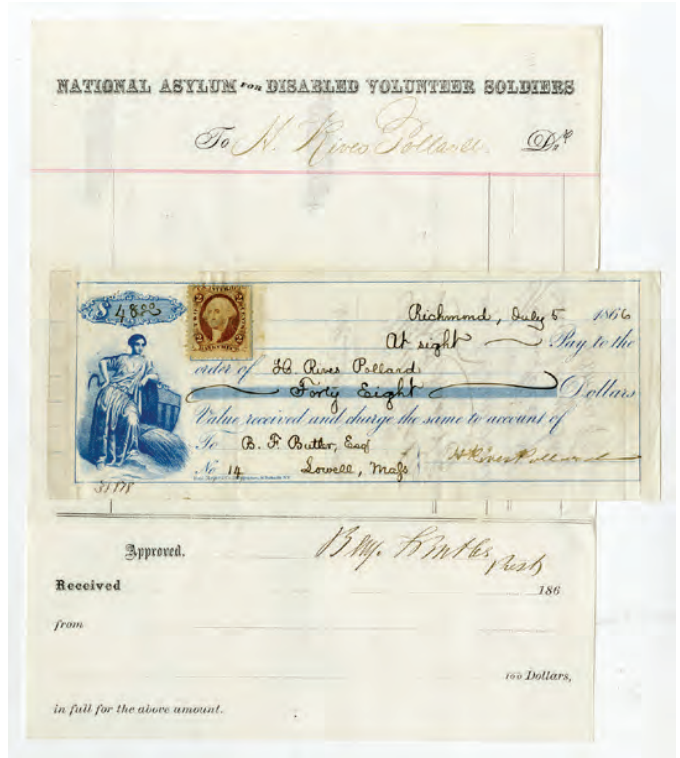 NATIONAL ASYLUM FOR DISABLED VOLUNTEER SOLDIERS
To H. Rives Pollard Dr
$ 48
Richmond, July 5 1866
At sight Pay to the
order of H. Rives Pollard
Forty Eight Dollars
Value received and charge the same to account of
To B. F. Butler, Esq
No 14 Lowell, Mass
H Rives Pollard
Approved. Benj. F Butler Prest
Received 186
from
100 Dollars,
in full for the above amount.